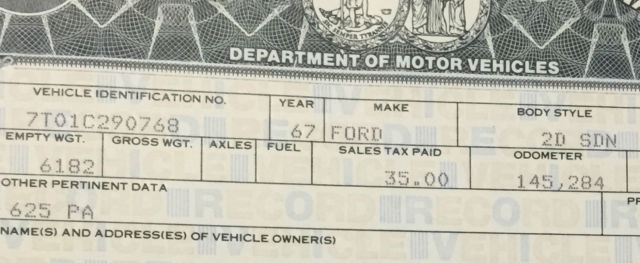 DEPARTMENT OF MOTOR VEHICLES
VEHICLE IDENTIFICATION NO. YEAR MAKE BODY STYLE
7T01C290768 67 FORD 2D SDN
EMPTY WGT. GROSS WGT. AXLES FUEL SALES TAX PAID ODOMETER
6182 35.00 145,284
OTHER PERTINENT DATA
625 PA
NAME(S) AND ADDRESS(ES) OF VEHICLE OWNER(S)